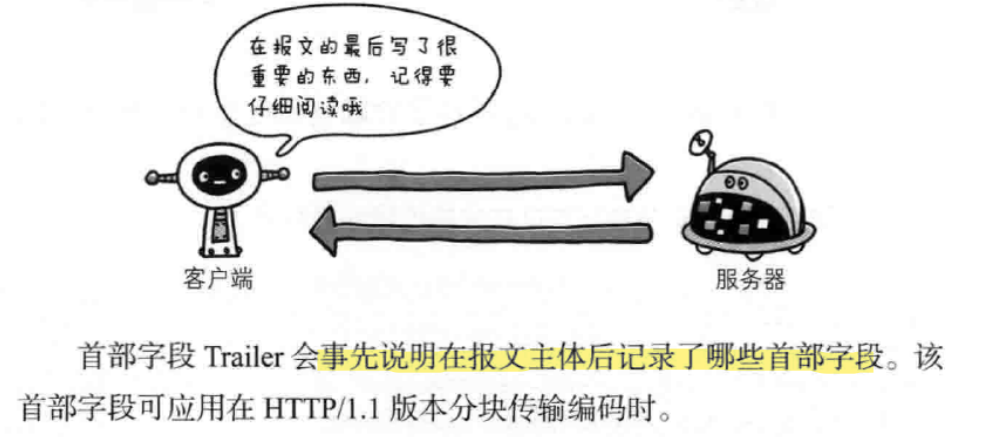 在报文的最后写了很
重要的东西，记得要
仔细阅读哦
客户端
服务器
首部字段 Trailer 会事先说明在报文主体后记录了哪些首部字段。该
首部字段可应用在 HTTP/1.1 版本分块传输编码时。